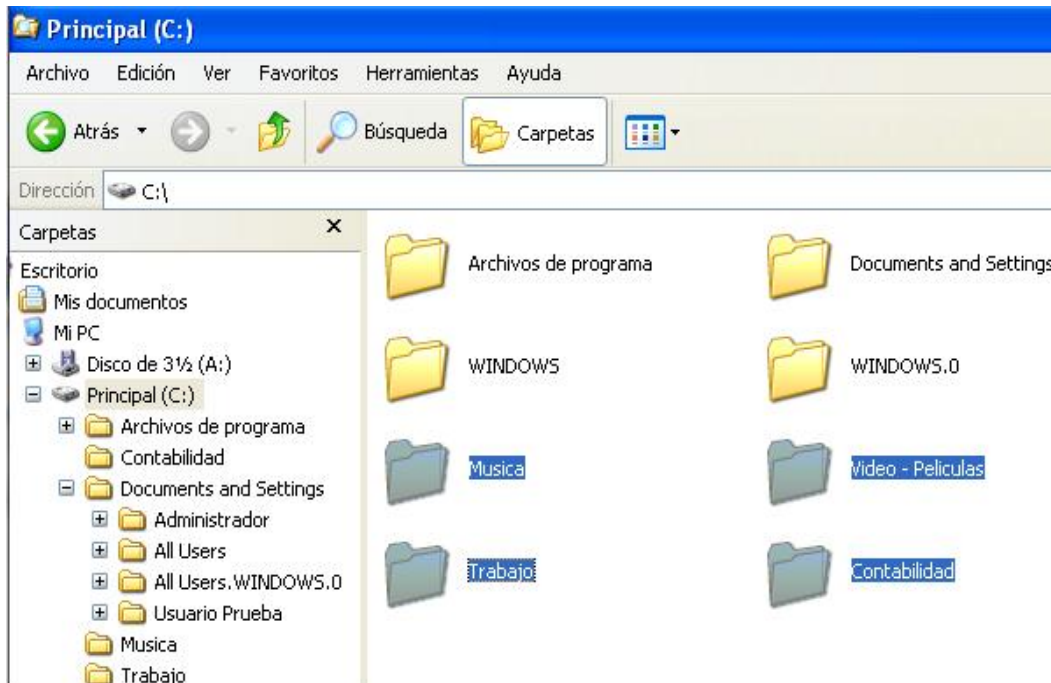 Principal (C:)
Archivo Edición Ver Favoritos Herramientas Ayuda
Atrás Búsqueda Carpetas
Dirección C:\
Carpetas
Escritorio
Mis documentos
Mi PC
Disco de 3½ (A:)
Principal (C:)
Archivos de programa
Contabilidad
Documents and Settings
Administrador
All Users
All Users.WINDOWS.0
Usuario Prueba
Musica
Trabajo
Archivos de programa Documents and Settings
WINDOWS WINDOWS.0
Musica Video - Peliculas
Trabajo Contabilidad